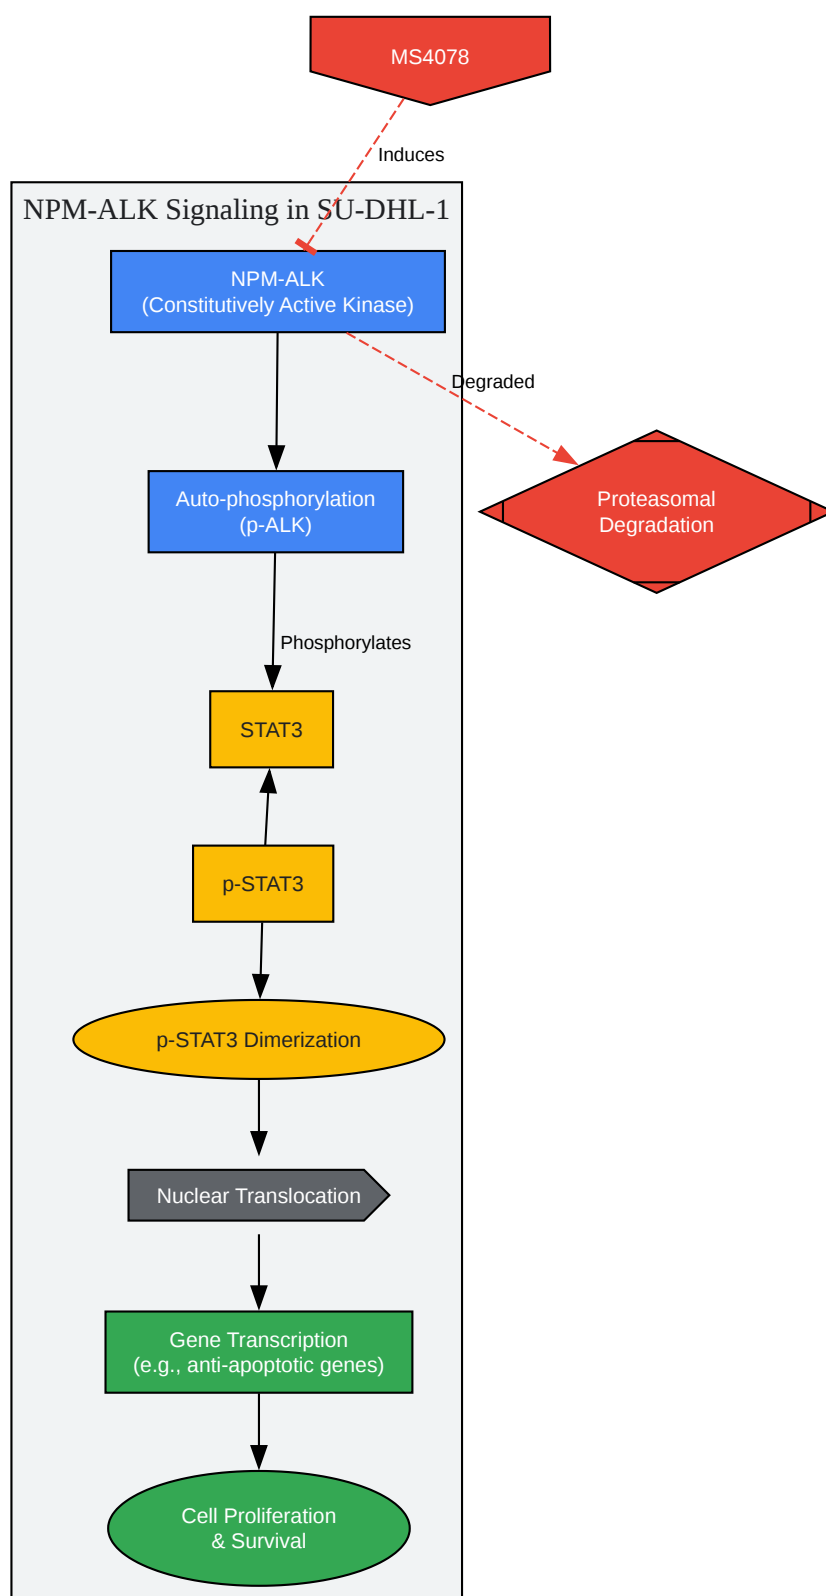 MS4078
Induces
NPM-ALK Signaling in SU-DHL-1
NPM-ALK
(Constitutively Active Kinase)
Degraded
Auto-phosphorylation
(p-ALK)
Proteasomal
Degradation
Phosphorylates
STAT3
p-STAT3
p-STAT3 Dimerization
Nuclear Translocation
Gene Transcription
(e.g., anti-apoptotic genes)
Cell Proliferation
& Survival